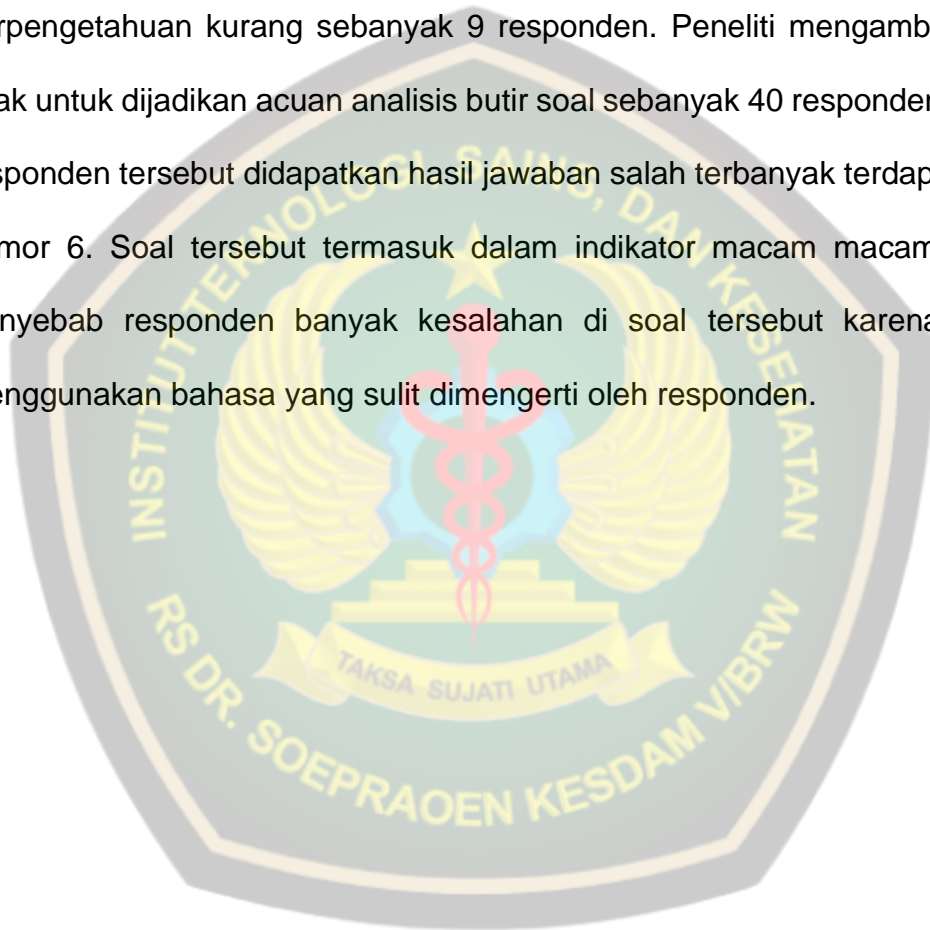 rpengetahuan kurang sebanyak 9 responden. Peneliti mengamb
ak untuk dijadikan acuan analisis butir soal sebanyak 40 responder
sponden tersebut didapatkan hasil jawaban salah terbanyak terdap
mor 6. Soal tersebut termasuk dalam indikator macam macam
nyebab responden banyak kesalahan di soal tersebut karena
enggunakan bahasa yang sulit dimengerti oleh responden.
INSTITUT TEKNOLOGI, SAINS, DAN KESEHATAN
TAKSA SUJATI UTAMA
RS DR. SOEPRAOEN KESDAM V/BRW